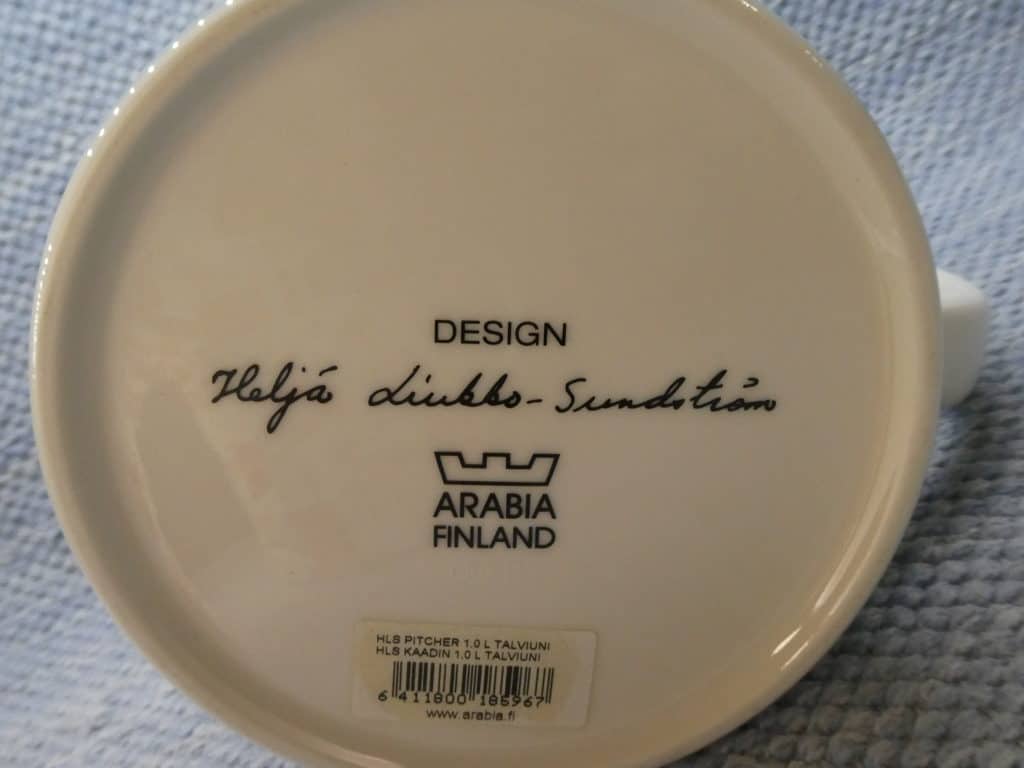 DESIGN
Heljä Liukko-Sundström
ARABIA
FINLAND
HLS PITCHER 1.0 L TALVIUNI
HLS KAADIN 1.0 L TALVIUNI
6 411800 185967
www.arabia.fi